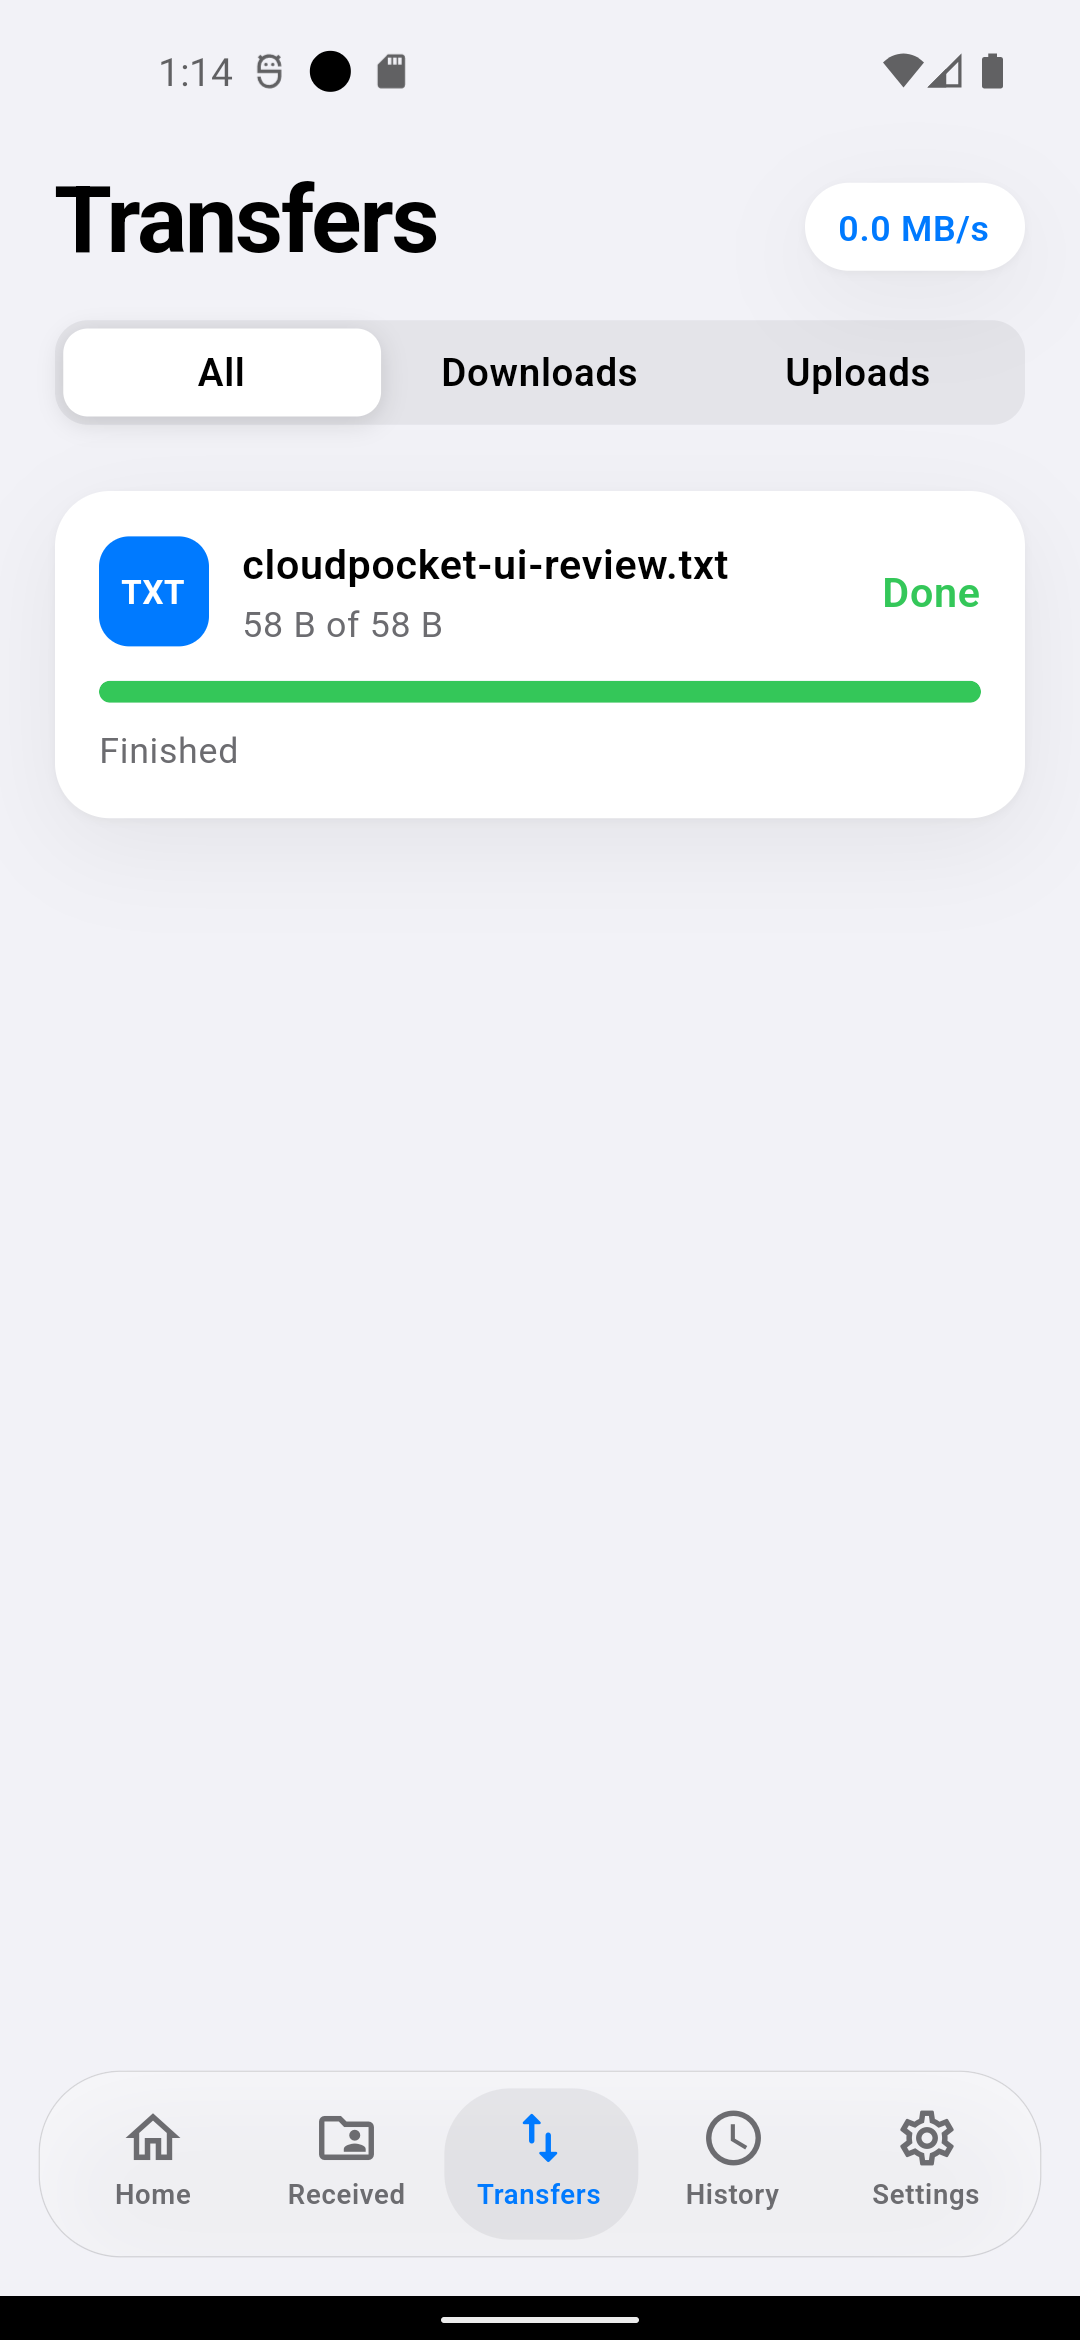 1:14
Transfers
0.0 MB/s
All
Downloads
Uploads
TXT
cloudpocket-ui-review.txt
58 B of 58 B
Done
Finished
Home
Received
Transfers
History
Settings